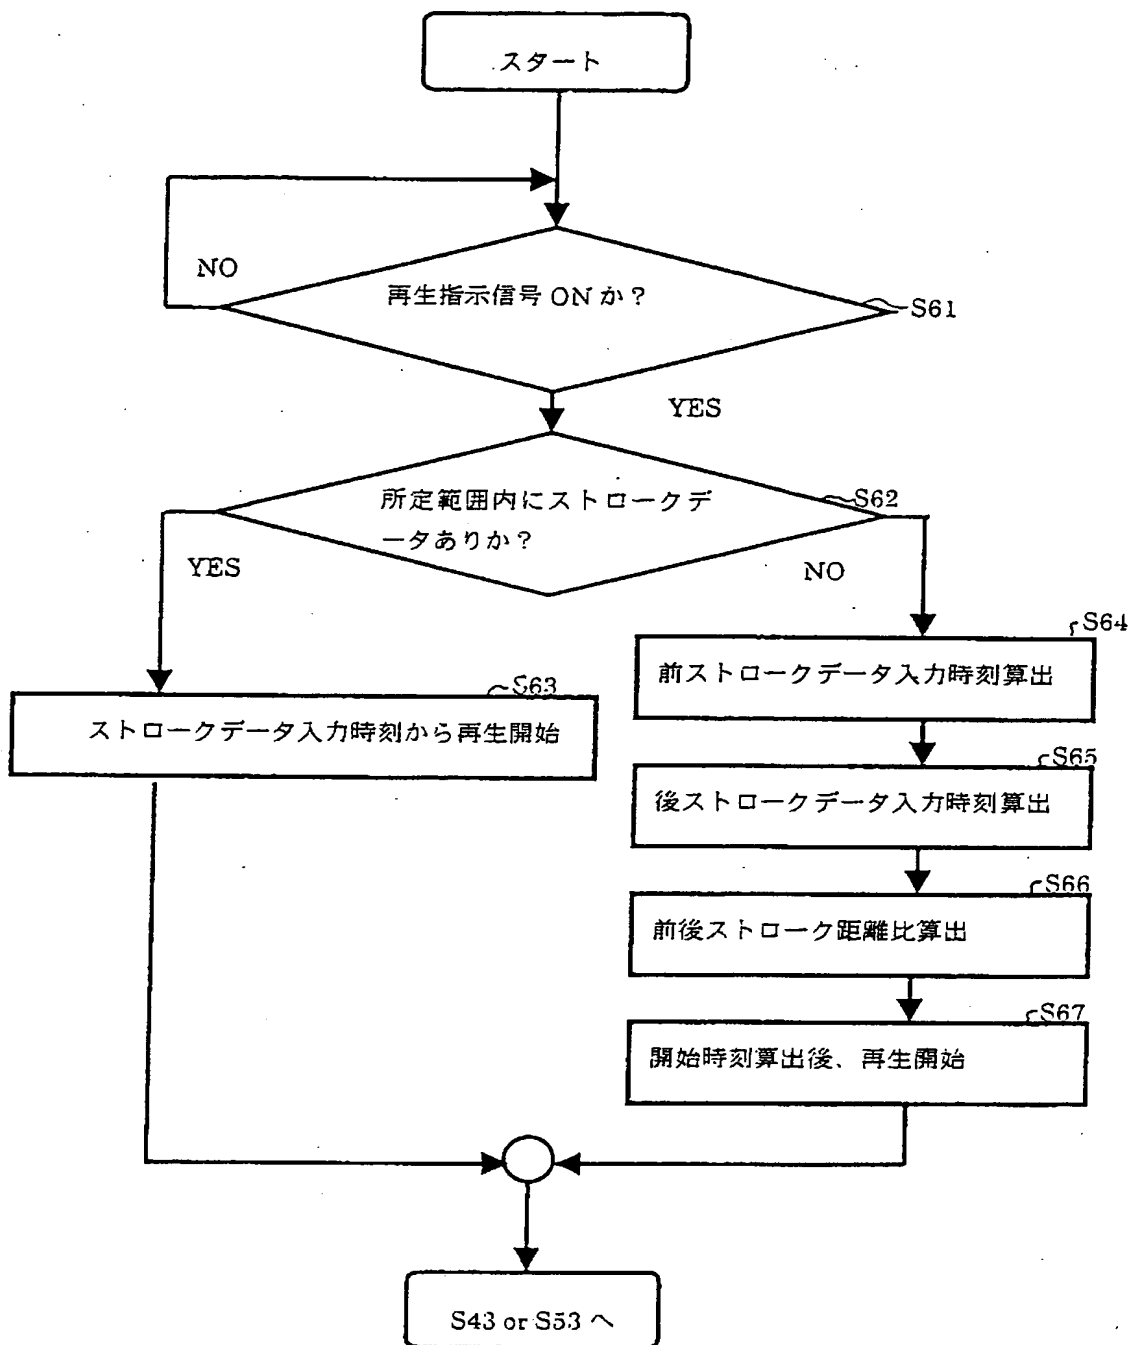 スタート
NO
再生指示信号 ON か？
S61
YES
所定範囲内にストロークデ
ータありか？
S62
YES
NO
S64
前ストロークデータ入力時刻算出
S63
ストロークデータ入力時刻から再生開始
S65
後ストロークデータ入力時刻算出
S66
前後ストローク距離比算出
S67
開始時刻算出後、再生開始
S43 or S53 へ